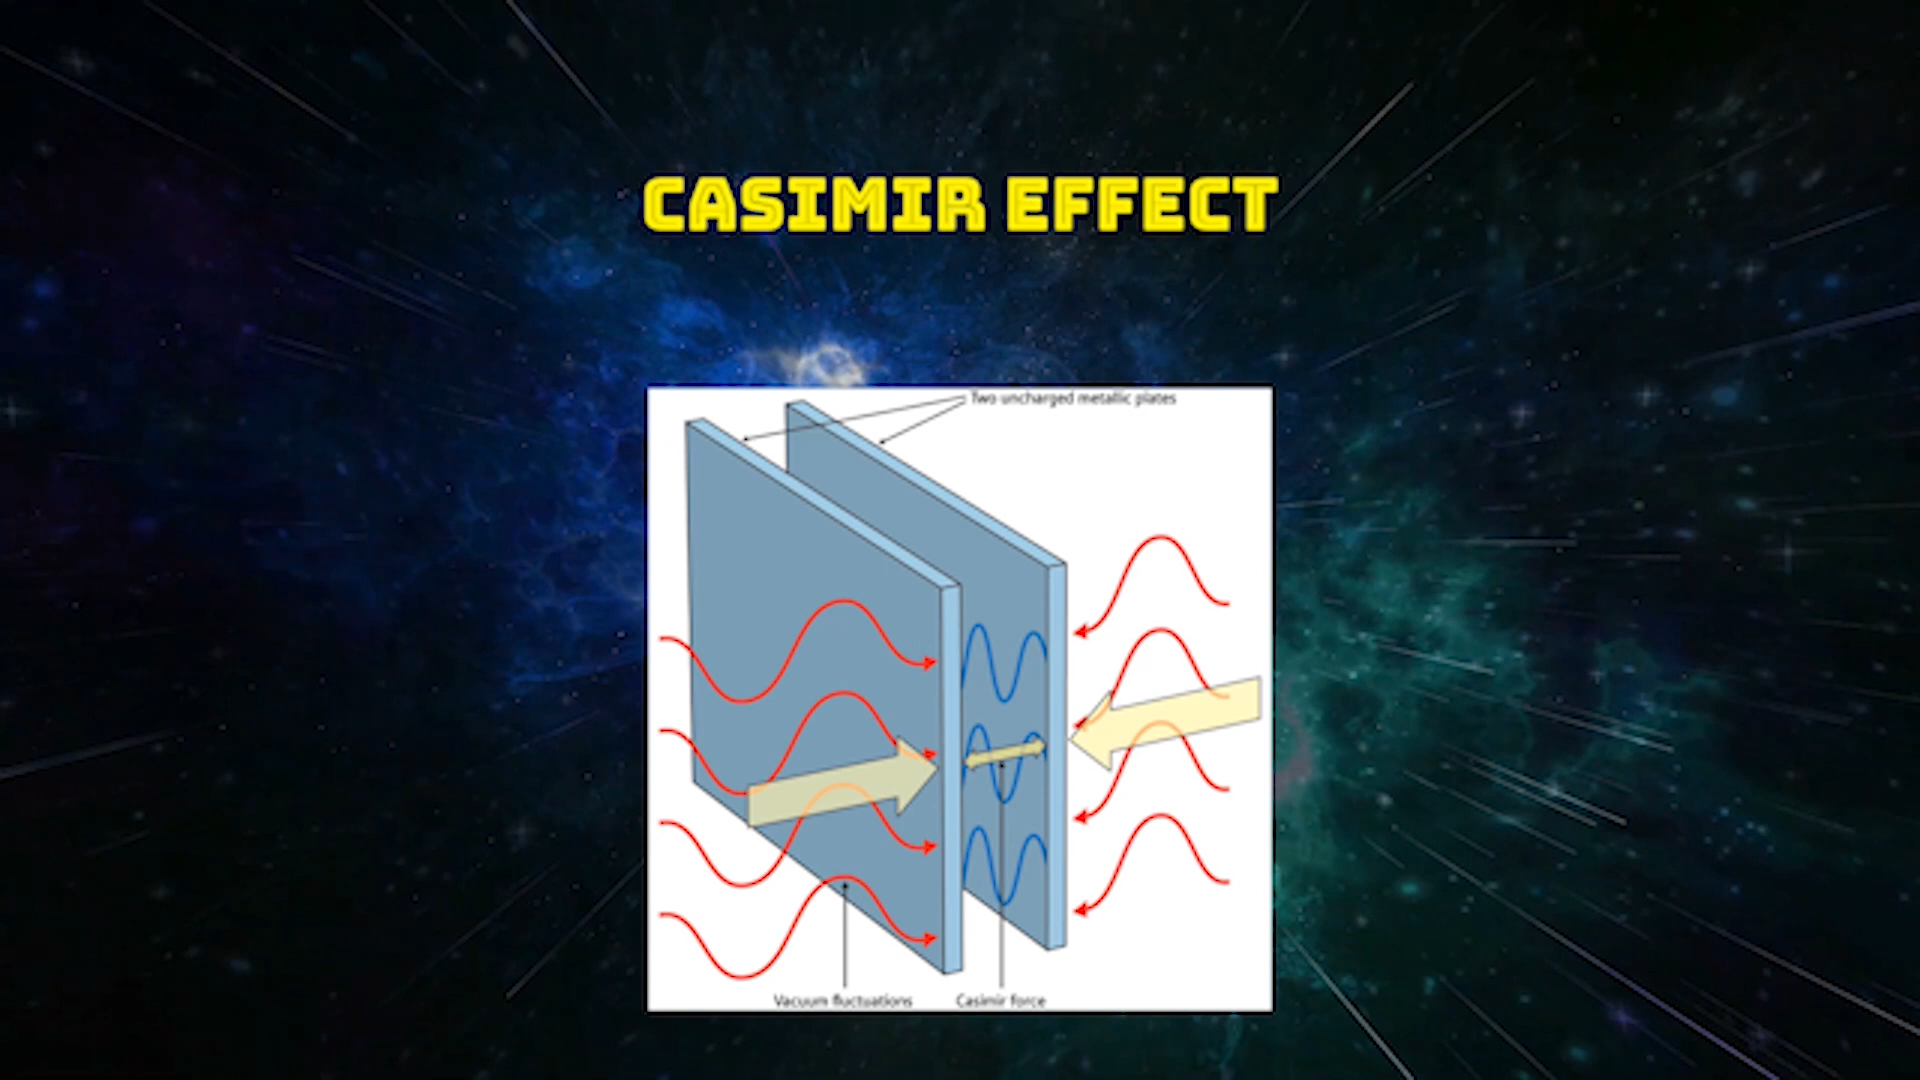 CASIMIR EFFECT
Two uncharged metallic plates
Vacuum fluctuations
Casimir force